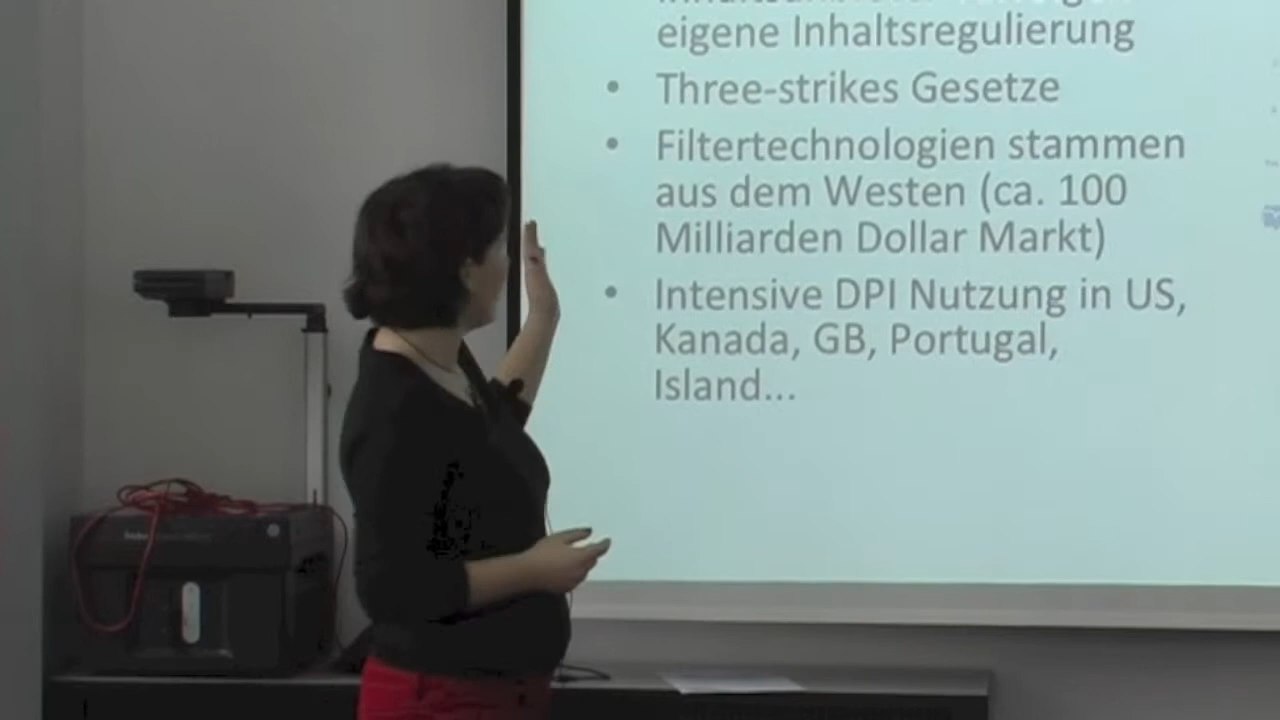 eigene Inhaltsregulierung
• Three-strikes Gesetze
• Filtertechnologien stammen
aus dem Westen (ca. 100
Milliarden Dollar Markt)
• Intensive DPI Nutzung in US,
Kanada, GB, Portugal,
Island...